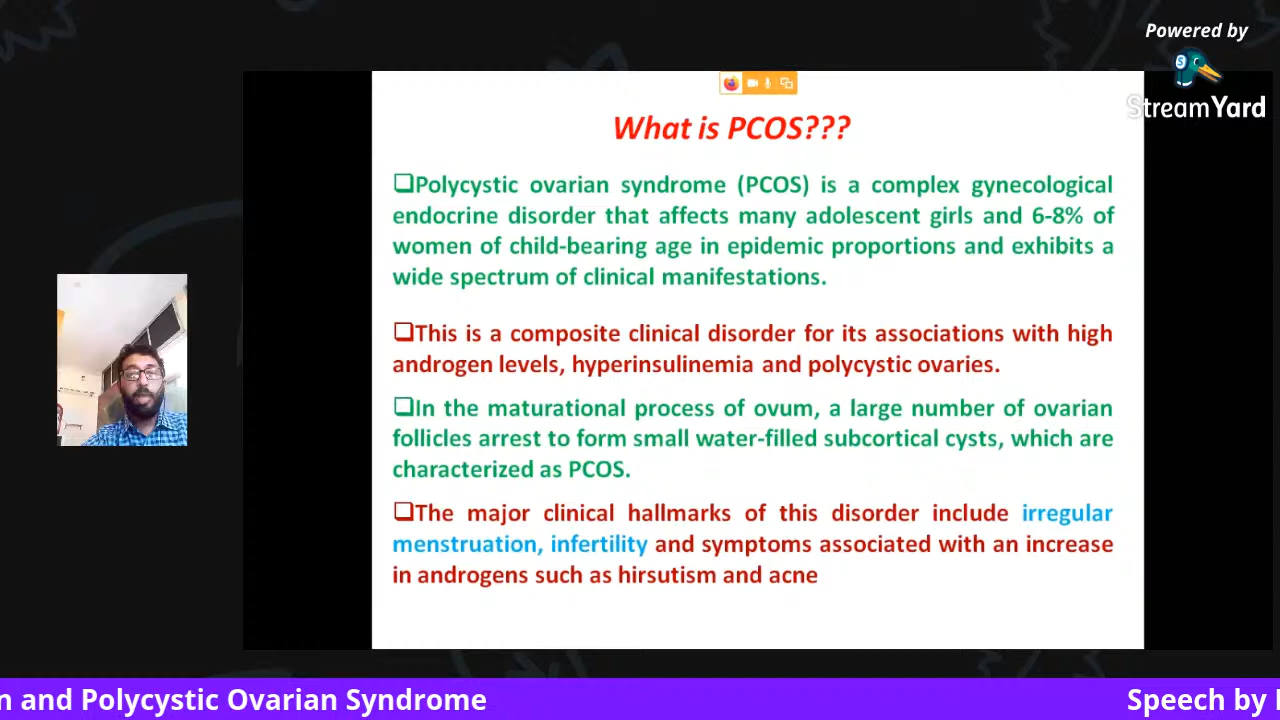 Powered by
StreamYard
What is PCOS???
❑Polycystic ovarian syndrome (PCOS) is a complex gynecological
endocrine disorder that affects many adolescent girls and 6-8% of
women of child-bearing age in epidemic proportions and exhibits a
wide spectrum of clinical manifestations.
❑This is a composite clinical disorder for its associations with high
androgen levels, hyperinsulinemia and polycystic ovaries.
❑In the maturational process of ovum, a large number of ovarian
follicles arrest to form small water-filled subcortical cysts, which are
characterized as PCOS.
❑The major clinical hallmarks of this disorder include irregular
menstruation, infertility and symptoms associated with an increase
in androgens such as hirsutism and acne
n and Polycystic Ovarian Syndrome
Speech by